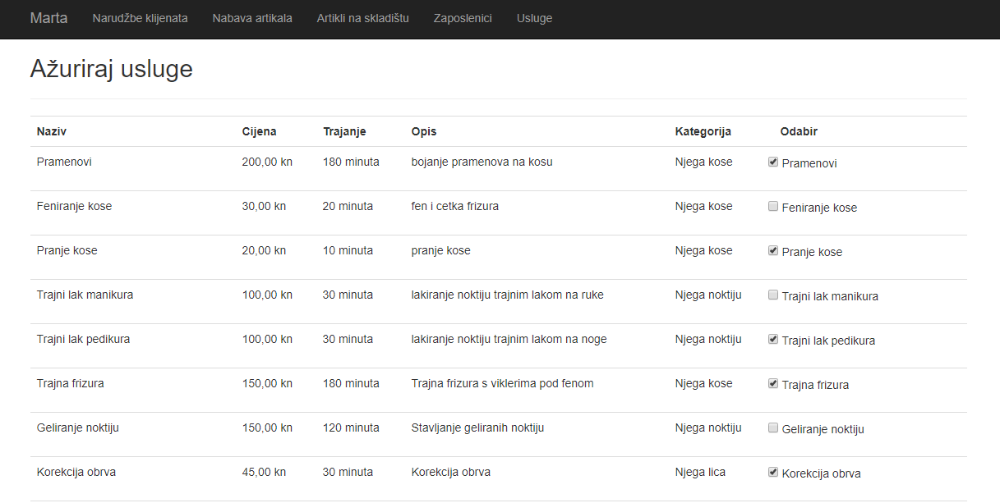 Marta Narudžbe klijenata Nabava artikala Artikli na skladištu Zaposlenici Usluge
Ažuriraj usluge
Naziv Cijena Trajanje Opis Kategorija Odabir
Pramenovi 200,00 kn 180 minuta bojanje pramenova na kosu Njega kose Pramenovi
Feniranje kose 30,00 kn 20 minuta fen i cetka frizura Njega kose Feniranje kose
Pranje kose 20,00 kn 10 minuta pranje kose Njega kose Pranje kose
Trajni lak manikura 100,00 kn 30 minuta lakiranje noktiju trajnim lakom na ruke Njega noktiju Trajni lak manikura
Trajni lak pedikura 100,00 kn 30 minuta lakiranje noktiju trajnim lakom na noge Njega noktiju Trajni lak pedikura
Trajna frizura 150,00 kn 180 minuta Trajna frizura s viklerima pod fenom Njega kose Trajna frizura
Geliranje noktiju 150,00 kn 120 minuta Stavljanje geliranih noktiju Njega noktiju Geliranje noktiju
Korekcija obrva 45,00 kn 30 minuta Korekcija obrva Njega lica Korekcija obrva